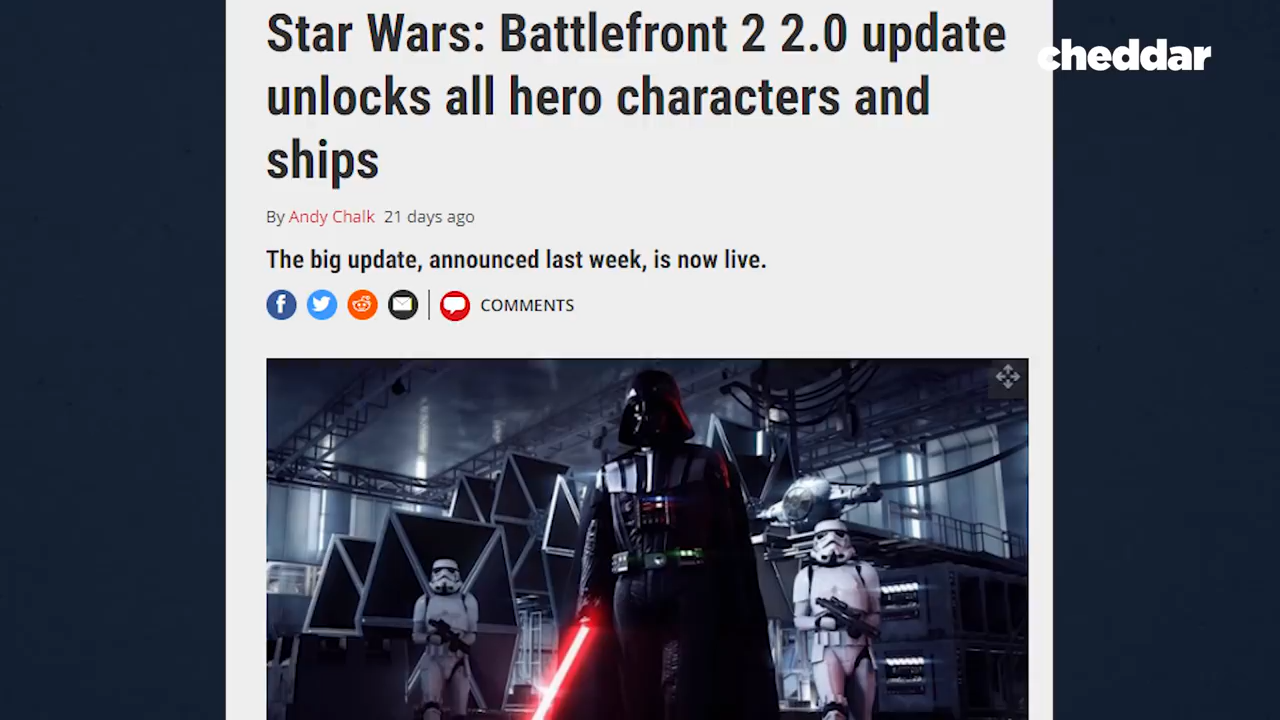 Star Wars: Battlefront 2 2.0 update
unlocks all hero characters and
ships
cheddar
By Andy Chalk 21 days ago
The big update, announced last week, is now live.
COMMENTS